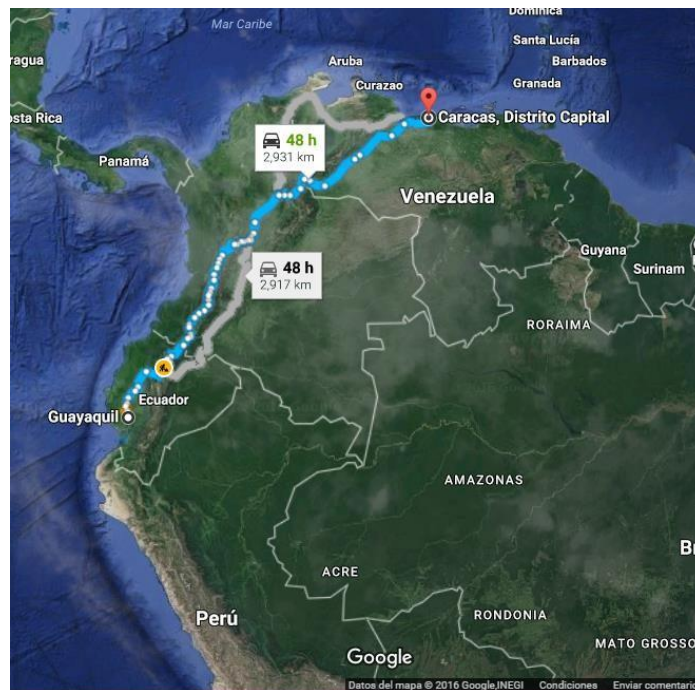 Dominica
Mar Caribe
Santa Lucía
ragua
Aruba
Barbados
Curazao
Granada
osta Rica
Caracas, Distrito Capital
48 h
2,931 km
Panamá
Venezuela
Guyana
Surinam
48 h
2,917 km
RORAIMA
Ecuador
Guayaquil
AMAZONAS
Br
ACRE
Perú
RONDONIA
MATO GROSSO
Google
Datos del mapa © 2016 Google,INEGI Condiciones Enviar comentario